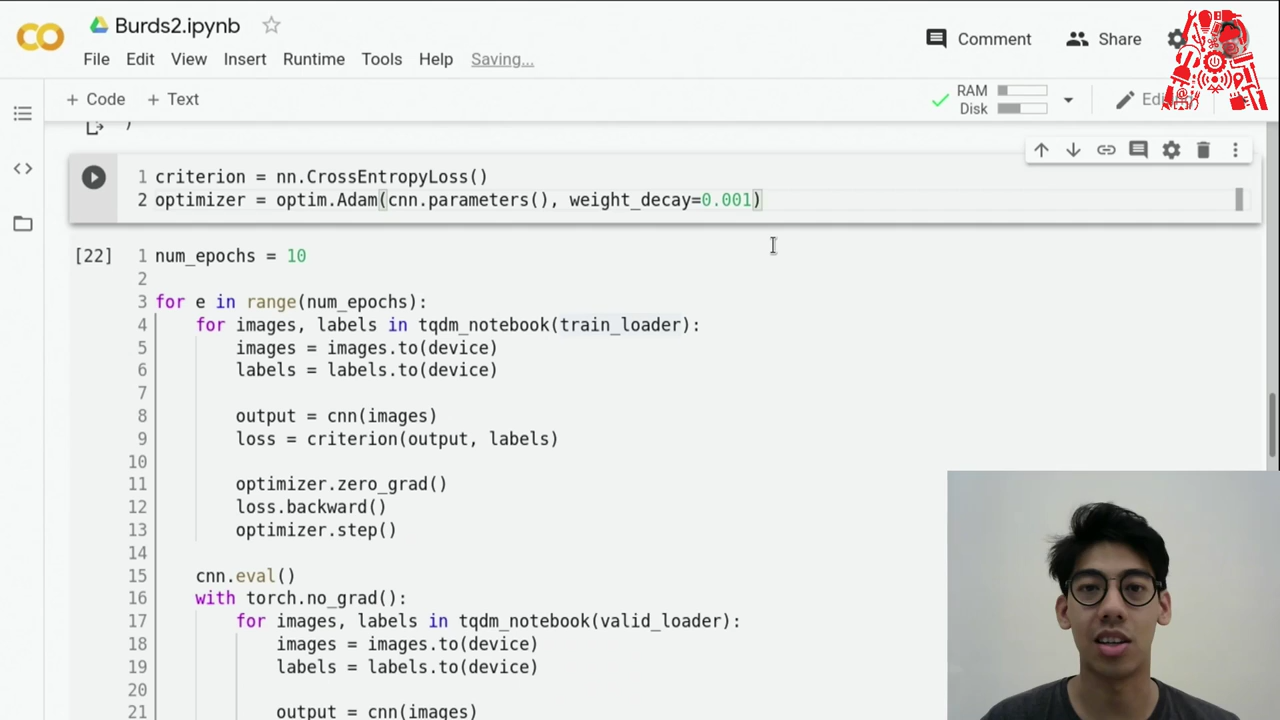 Burds2.ipynb
Comment
Share
File Edit View Insert Runtime Tools Help Saving...
+ Code + Text
RAM
Disk
1 criterion = nn.CrossEntropyLoss()
2 optimizer = optim.Adam(cnn.parameters(), weight_decay=0.001)
[22]
1 num_epochs = 10
2
3 for e in range(num_epochs):
4 for images, labels in tqdm_notebook(train_loader):
5 images = images.to(device)
6 labels = labels.to(device)
7
8 output = cnn(images)
9 loss = criterion(output, labels)
10
11 optimizer.zero_grad()
12 loss.backward()
13 optimizer.step()
14
15 cnn.eval()
16 with torch.no_grad():
17 for images, labels in tqdm_notebook(valid_loader):
18 images = images.to(device)
19 labels = labels.to(device)
20
21 output = cnn(images)